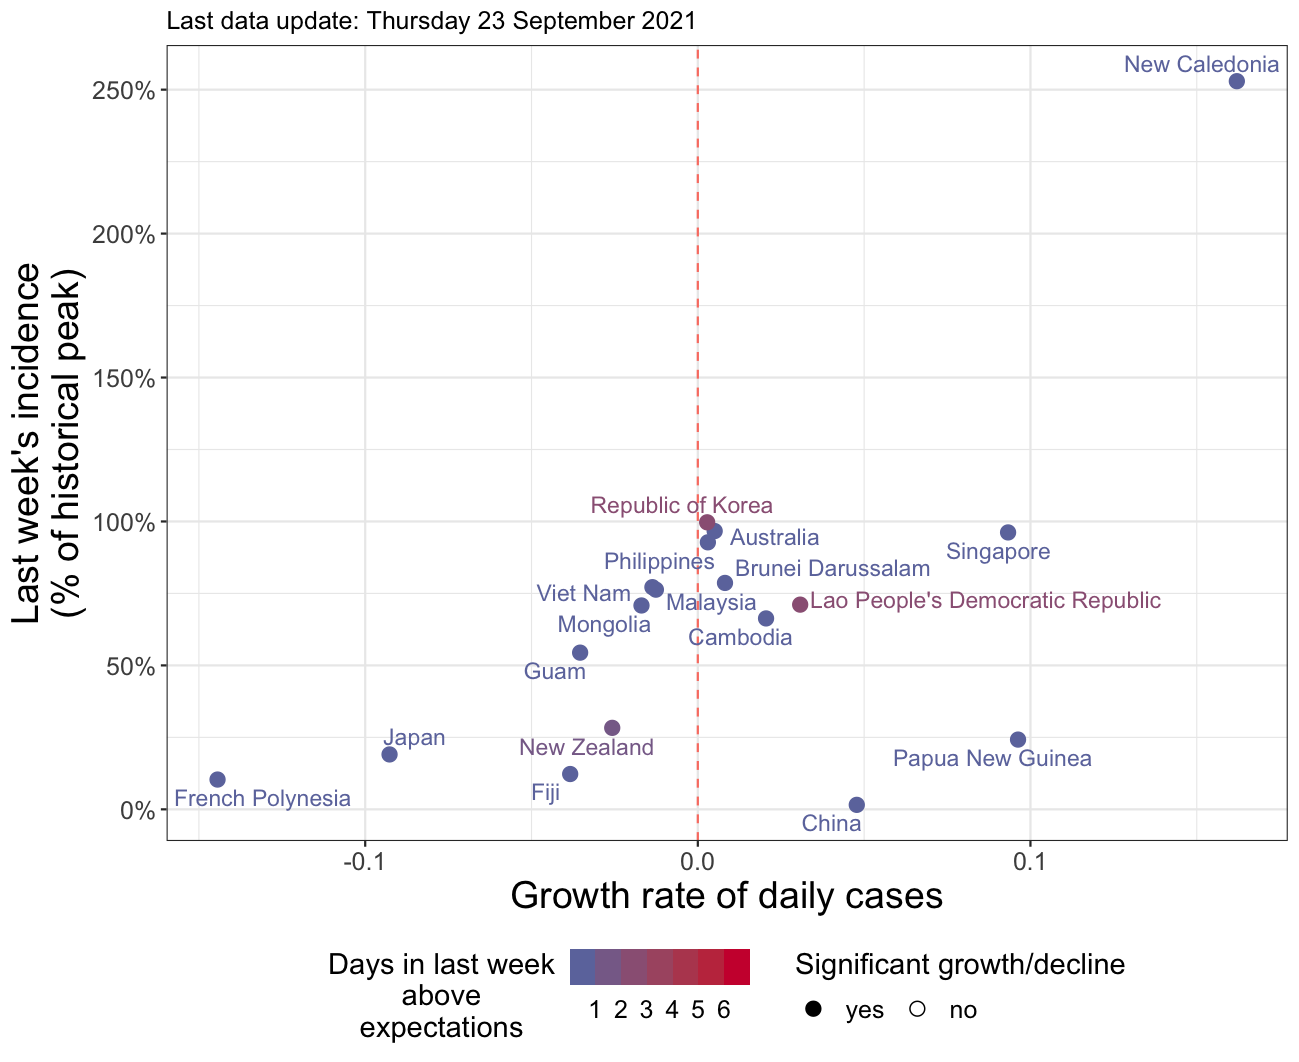 Last data update: Thursday 23 September 2021
Last week's incidence
(% of historical peak)
250%
200%
150%
100%
50%
0%
New Caledonia
Republic of Korea
Australia
Singapore
Philippines
Brunei Darussalam
Viet Nam
Malaysia
Lao People's Democratic Republic
Mongolia
Cambodia
Guam
Japan
New Zealand
Papua New Guinea
Fiji
French Polynesia
China
-0.1
0.0
0.1
Growth rate of daily cases
Days in last week
above
expectations
1 2 3 4 5 6
Significant growth/decline
yes
no